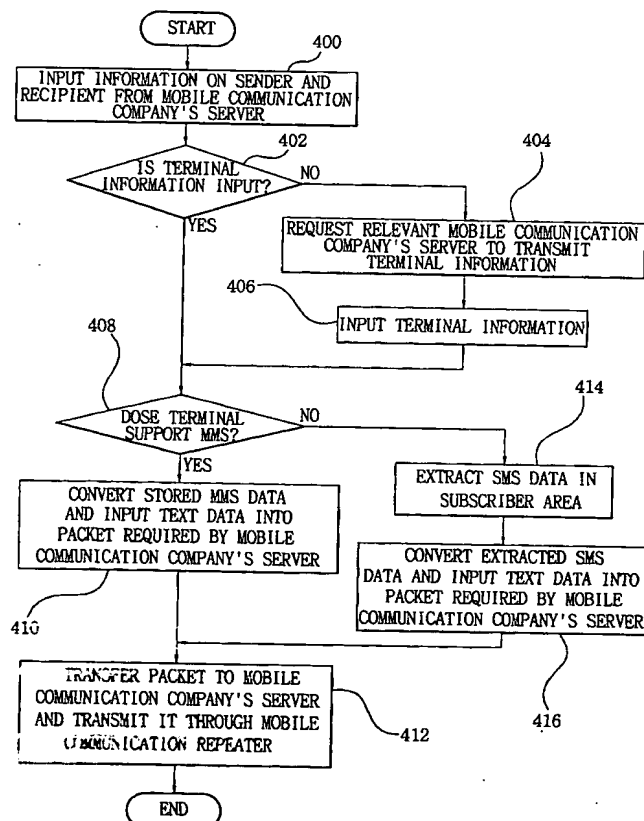 START
400
INPUT INFORMATION ON SENDER AND
RECIPIENT FROM MOBILE COMMUNICATION
COMPANY'S SERVER
402
IS TERMINAL
INFORMATION INPUT?
NO
YES
404
REQUEST RELEVANT MOBILE COMMUNICATION
COMPANY'S SERVER TO TRANSMIT
TERMINAL INFORMATION
406
INPUT TERMINAL INFORMATION
408
DOSE TERMINAL
SUPPORT MMS?
NO
YES
414
EXTRACT SMS DATA IN
SUBSCRIBER AREA
CONVERT STORED MMS DATA
AND INPUT TEXT DATA INTO
PACKET REQUIRED BY MOBILE
COMMUNICATION COMPANY'S SERVER
410
CONVERT EXTRACTED SMS
DATA AND INPUT TEXT DATA INTO
PACKET REQUIRED BY MOBILE
COMMUNICATION COMPANY'S SERVER
416
TRANSFER PACKET TO MOBILE
COMMUNICATION COMPANY'S SERVER
AND TRANSMIT IT THROUGH MOBILE
COMMUNICATION REPEATER
412
END